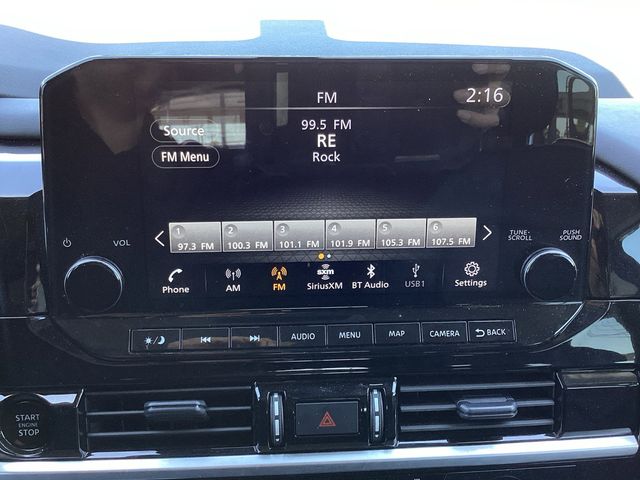 FM
2:16
Source
99.5 FM
RE
FM Menu
Rock
1 2 3 4 5 6
97.3 FM 100.3 FM 101.1 FM 101.9 FM 105.3 FM 107.5 FM
VOL
TUNE·SCROLL
PUSH SOUND
sxm
Phone AM FM SiriusXM BT Audio USB1 Settings
AUDIO MENU MAP CAMERA BACK
START
ENGINE
STOP